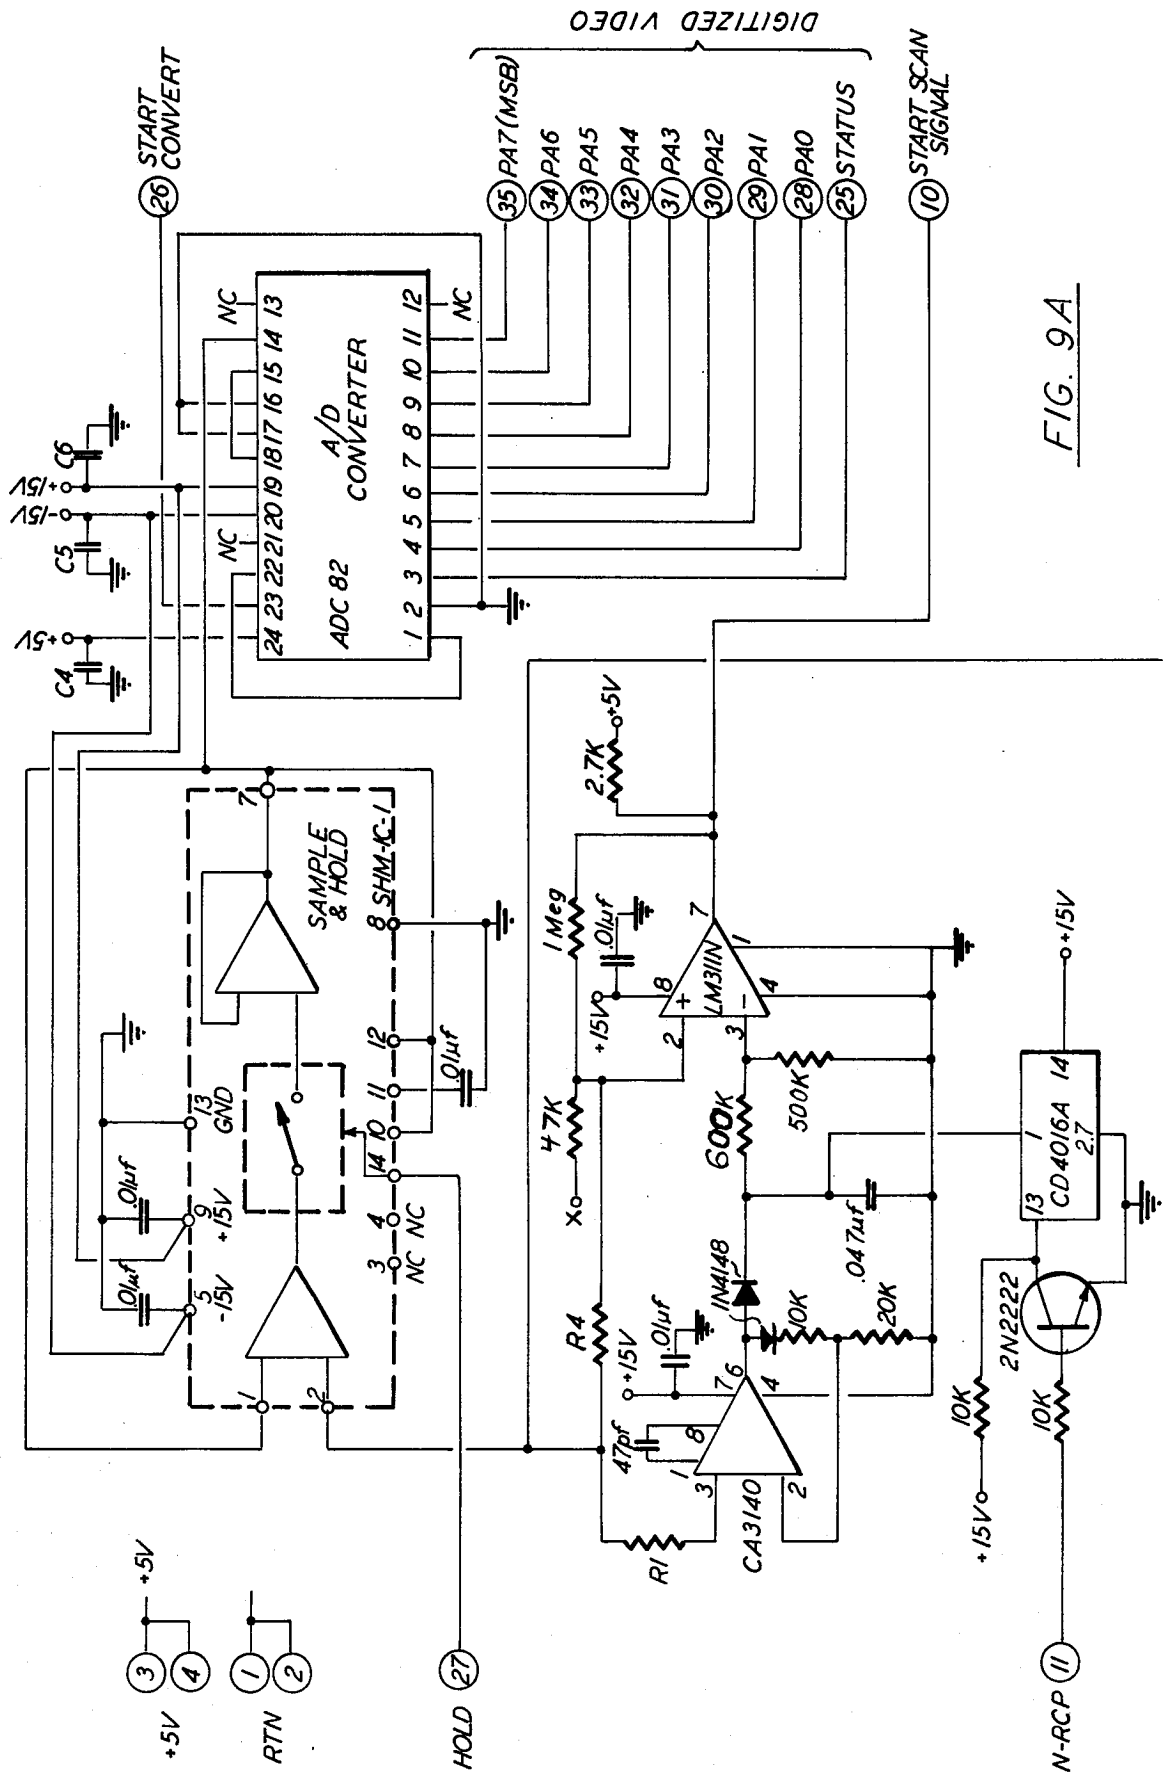 3
4
+5V
+5V
1
2
RTN
HOLD 27
5
-15V
.01µf
9
+15V
.01µf
13
GND
1
2
7
SAMPLE
& HOLD
SHM-IC-1
3
NC
4
NC
14
10
11
12
8
.01µf
+5V
C4
-15V
C5
+15V
C6
26 START
CONVERT
24 23 22 21 20 19 18 17 16 15 14 13
NC
NC
ADC 82
A/D
CONVERTER
1 2 3 4 5 6 7 8 9 10 11 12
NC
35 PA7(MSB)
34 PA6
33 PA5
32 PA4
31 PA3
30 PA2
29 PA1
28 PA0
25 STATUS
DIGITIZED VIDEO
10 START SCAN
SIGNAL
R1
R4
47pf
1
8
3
2
7
6
4
CA3140
+15V
.01µf
1N4148
10K
20K
X
47K
1Meg
600K
500K
.047µf
+15V
.01µf
2
3
8
+
-
LM311N
7
1
4
2.7K
+5V
N-RCP 11
10K
+15V
10K
2N2222
13
1
CD4016A
2.7
14
+15V
FIG. 9A